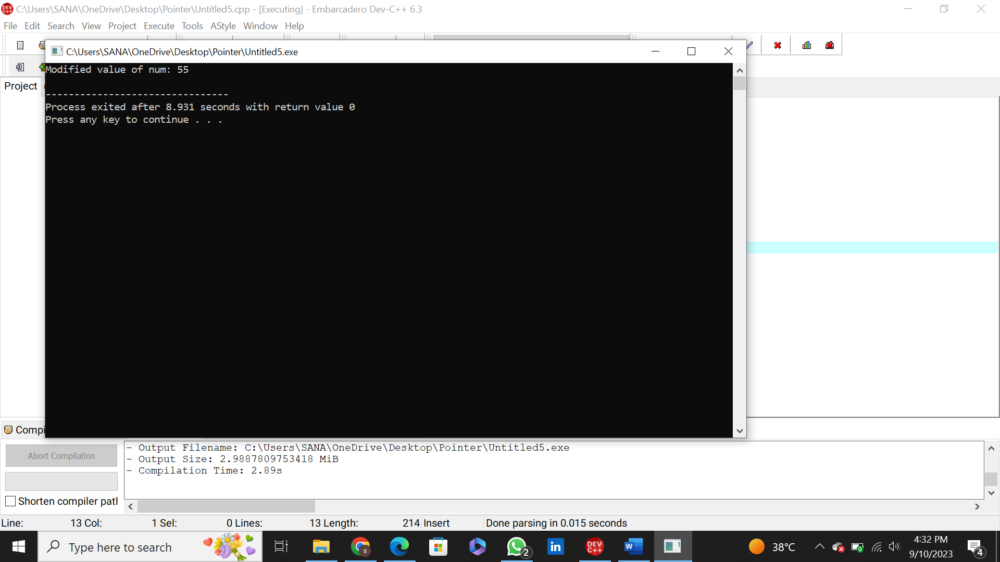 C:\Users\SANA\OneDrive\Desktop\Pointer\Untitled5.cpp - [Executing] - Embarcadero Dev-C++ 6.3
File Edit Search View Project Execute Tools AStyle Window Help
C:\Users\SANA\OneDrive\Desktop\Pointer\Untitled5.exe
Modified value of num: 55
Project
--------------------------------
Process exited after 8.931 seconds with return value 0
Press any key to continue . . .
Compi
Abort Compilation
- Output Filename: C:\Users\SANA\OneDrive\Desktop\Pointer\Untitled5.exe
- Output Size: 2.9887809753418 MiB
- Compilation Time: 2.89s
Shorten compiler pat
Line: 13 Col: 1 Sel: 0 Lines: 13 Length: 214 Insert Done parsing in 0.015 seconds
Type here to search
DEV C++
2
in
W
38°C
4:32 PM
9/10/2023
4